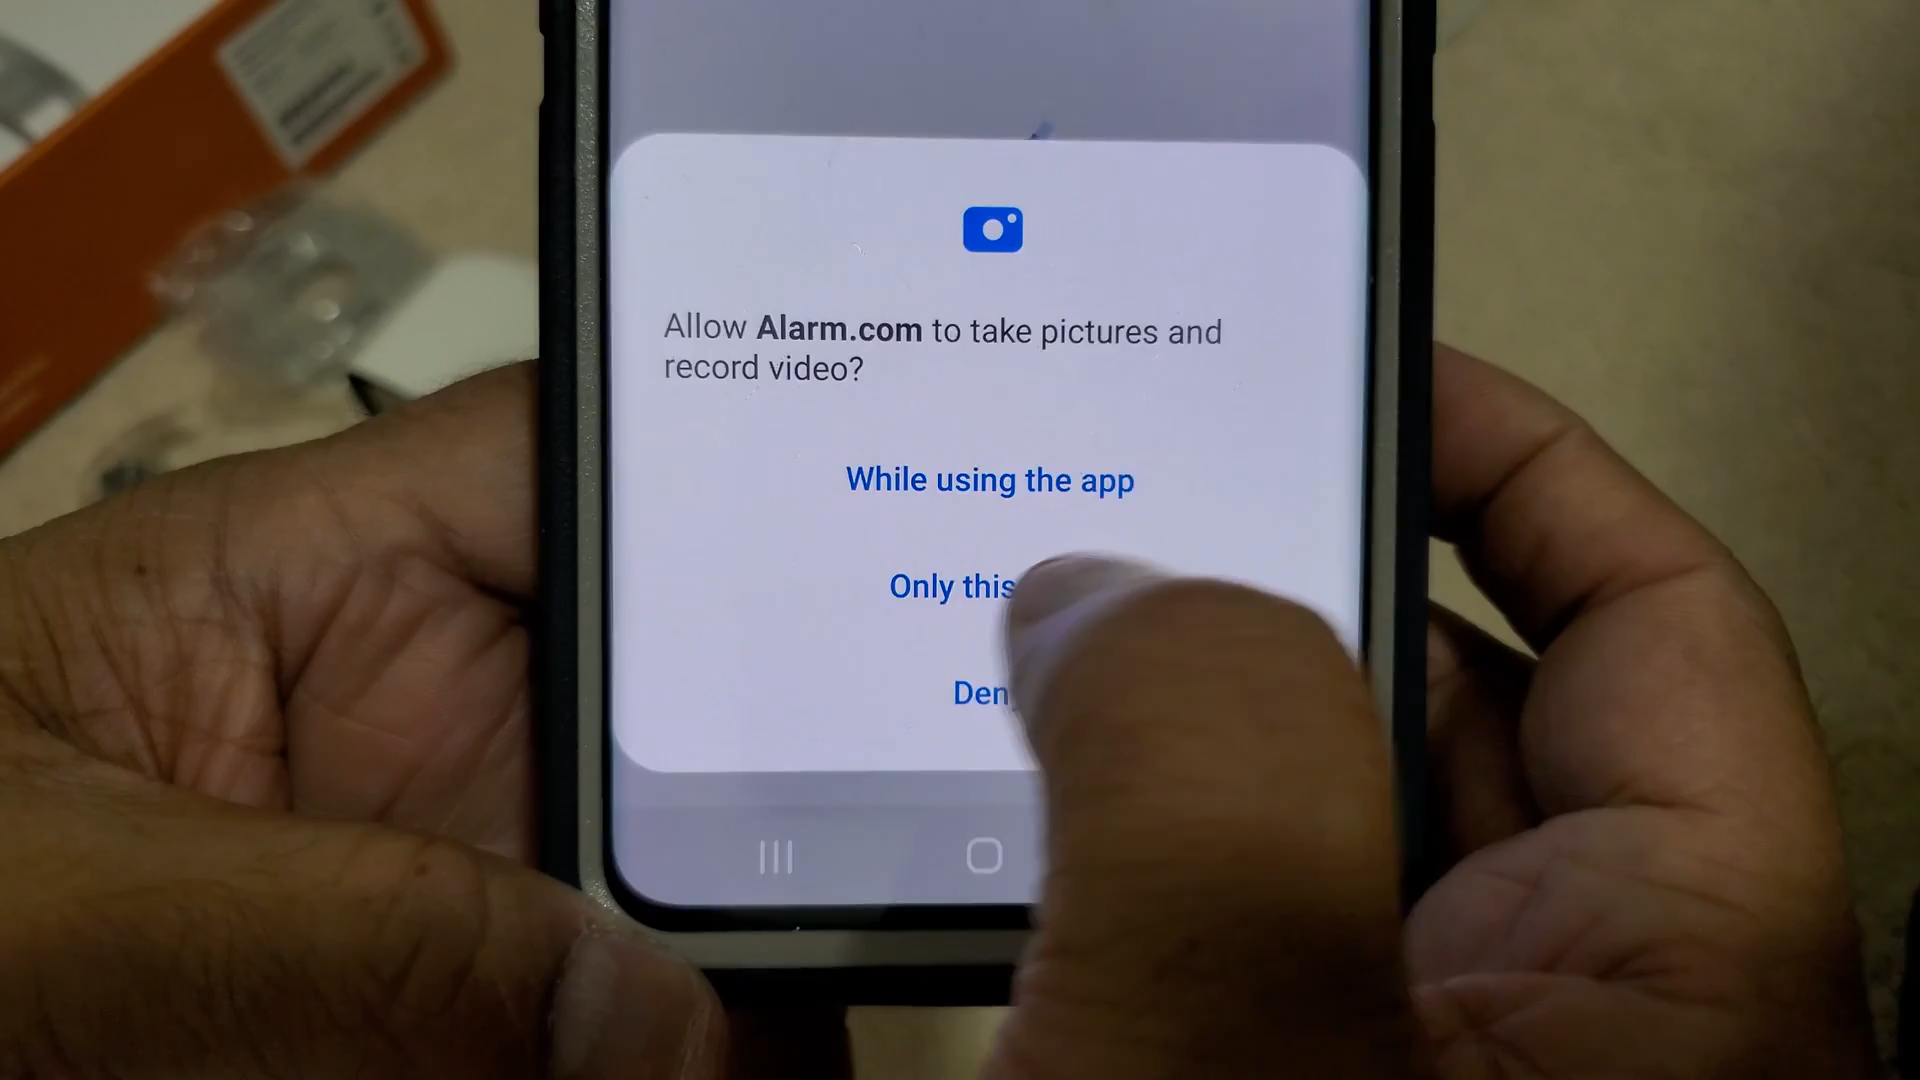 Allow Alarm.com to take pictures and
record video?
While using the app
Only this
Den